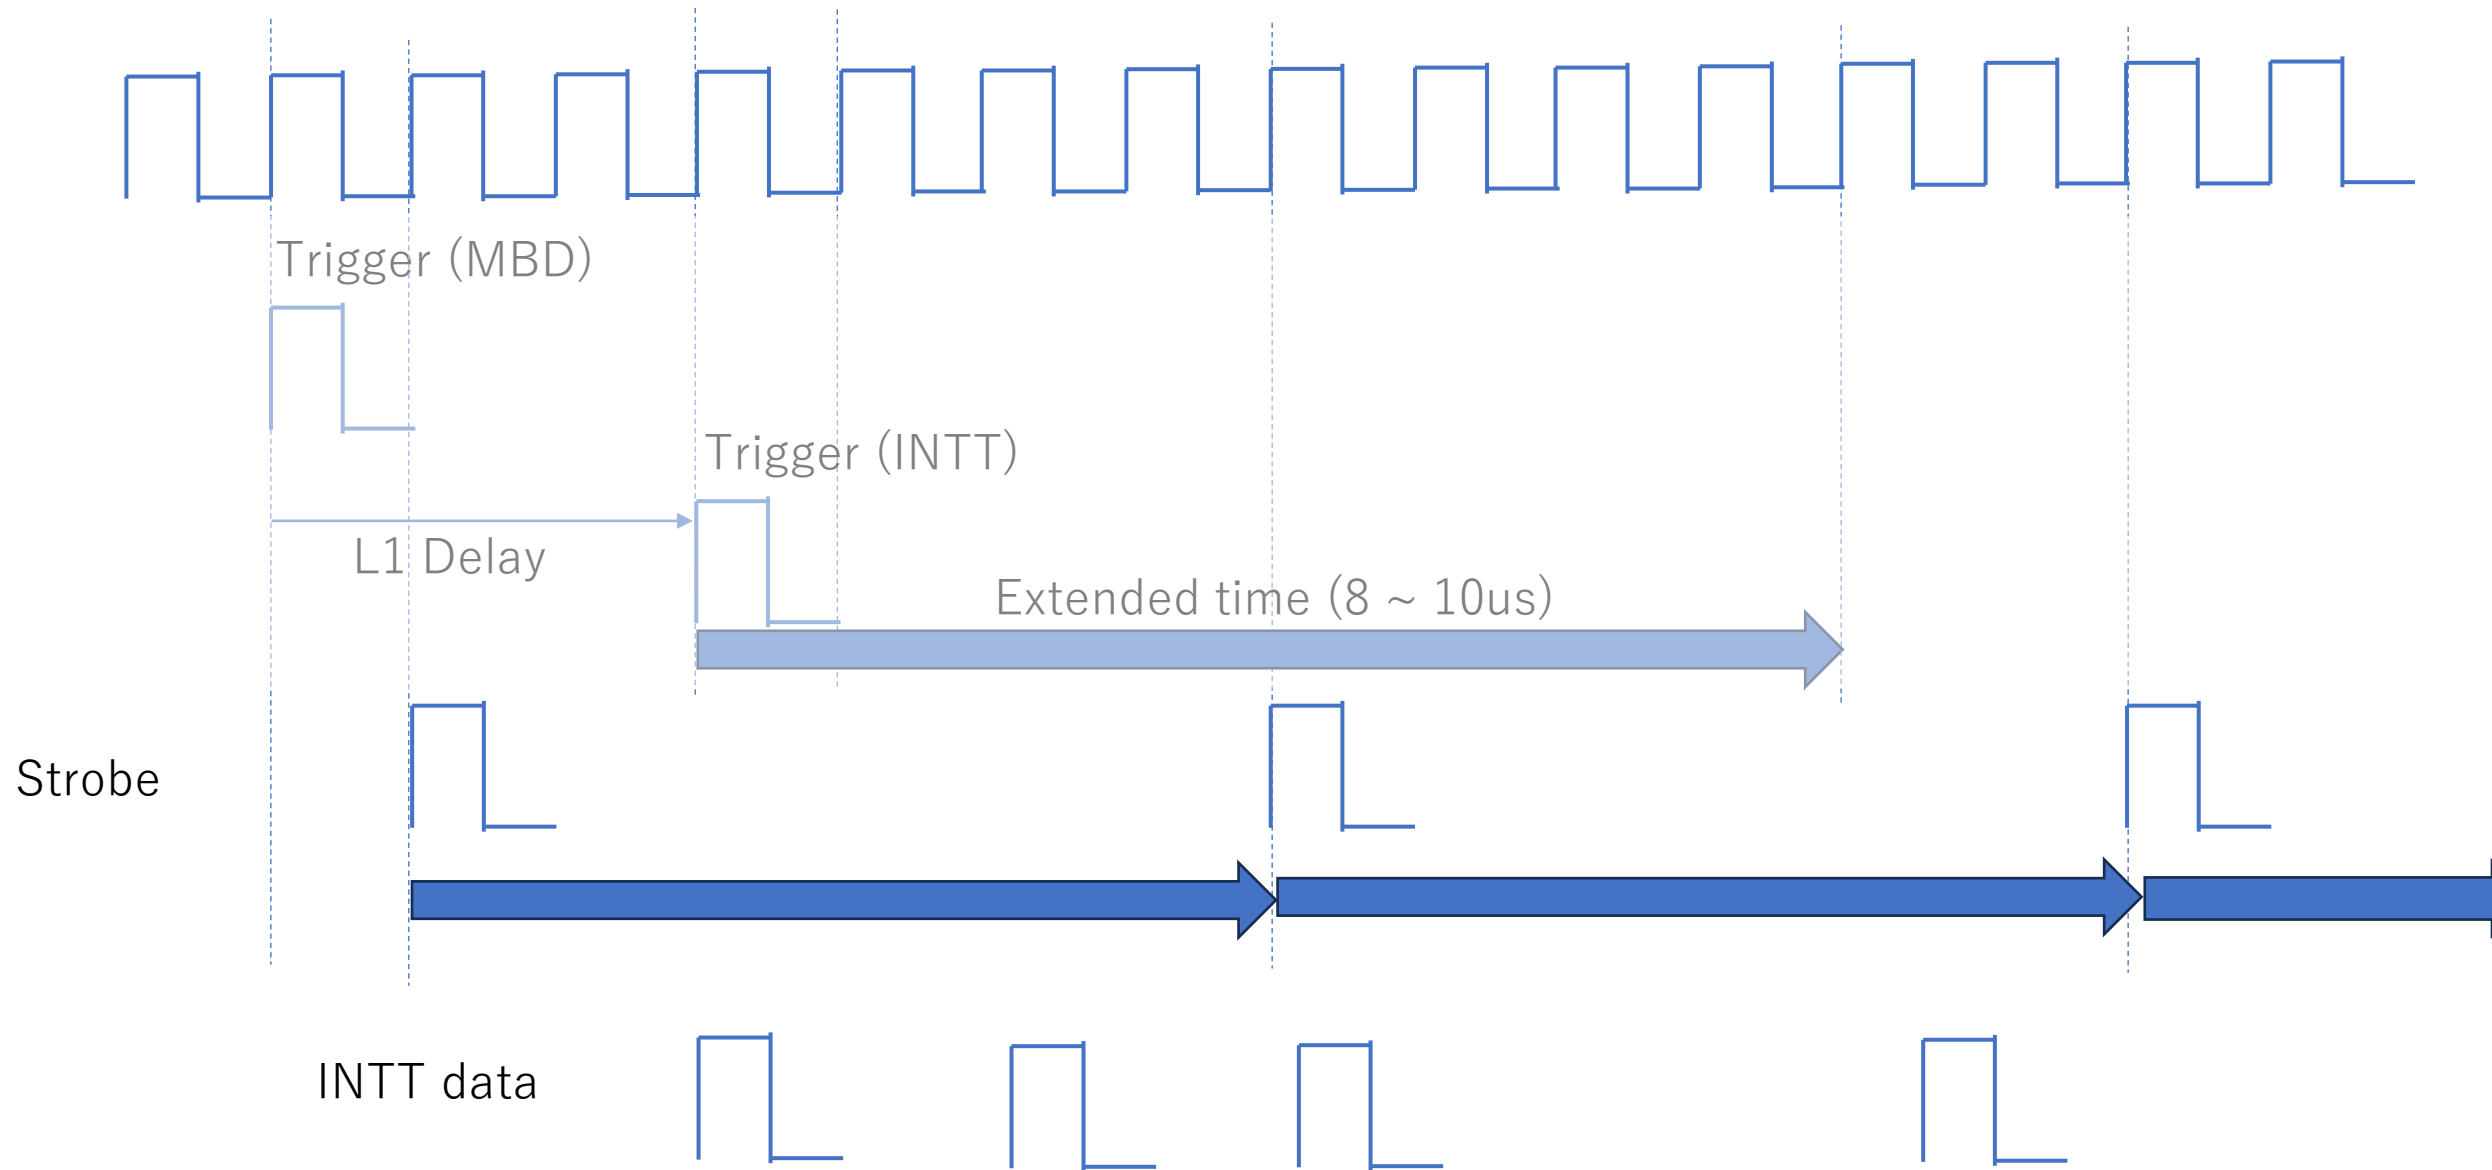 Trigger (MBD)
Trigger (INTT)
L1 Delay
Extended time (8 ~ 10us)
Strobe
INTT data